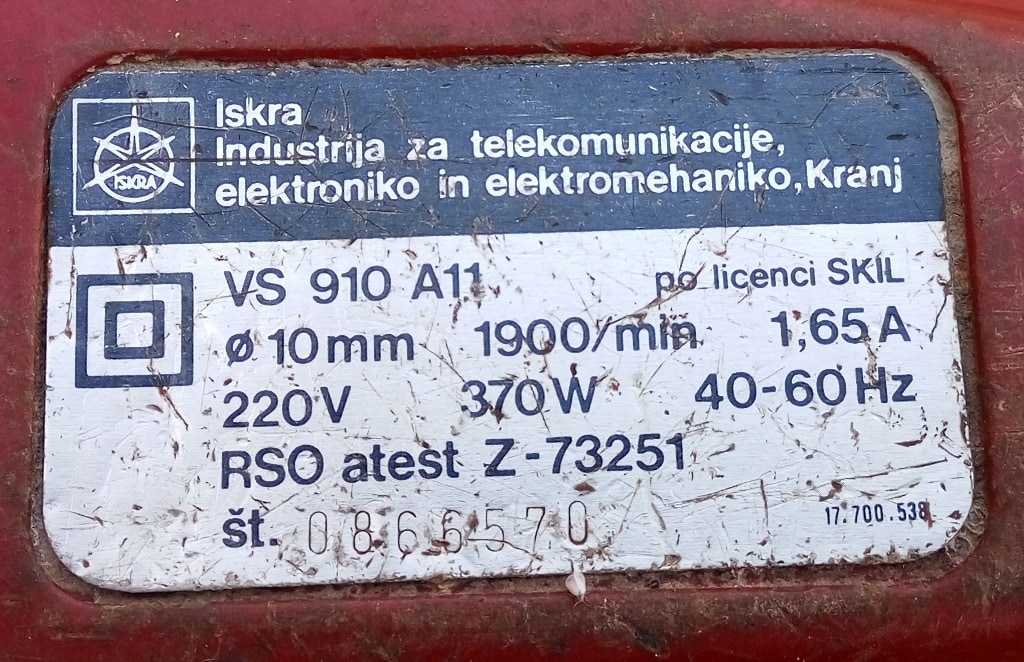 Iskra
Industrija za telekomunikacije,
elektroniko in elektromehaniko, Kranj
ISKRA
VS 910 A11 po licenci SKIL
ø 10 mm 1900/min 1,65 A
220 V 370 W 40-60 Hz
RSO atest Z-73251
št. 0866570 17.700.538